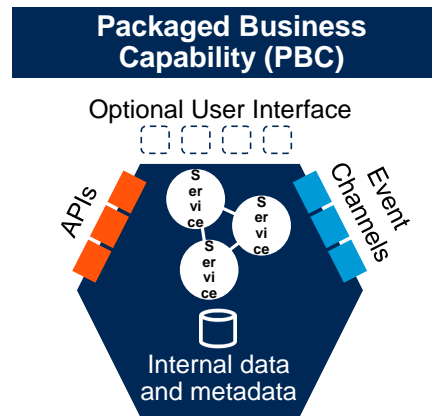 Packaged Business
Capability (PBC)
Optional User Interface
APIs
Event
Channels
S
er
vi
ce
S
er
vi
ce
S
er
vi
ce
Internal data
and metadata